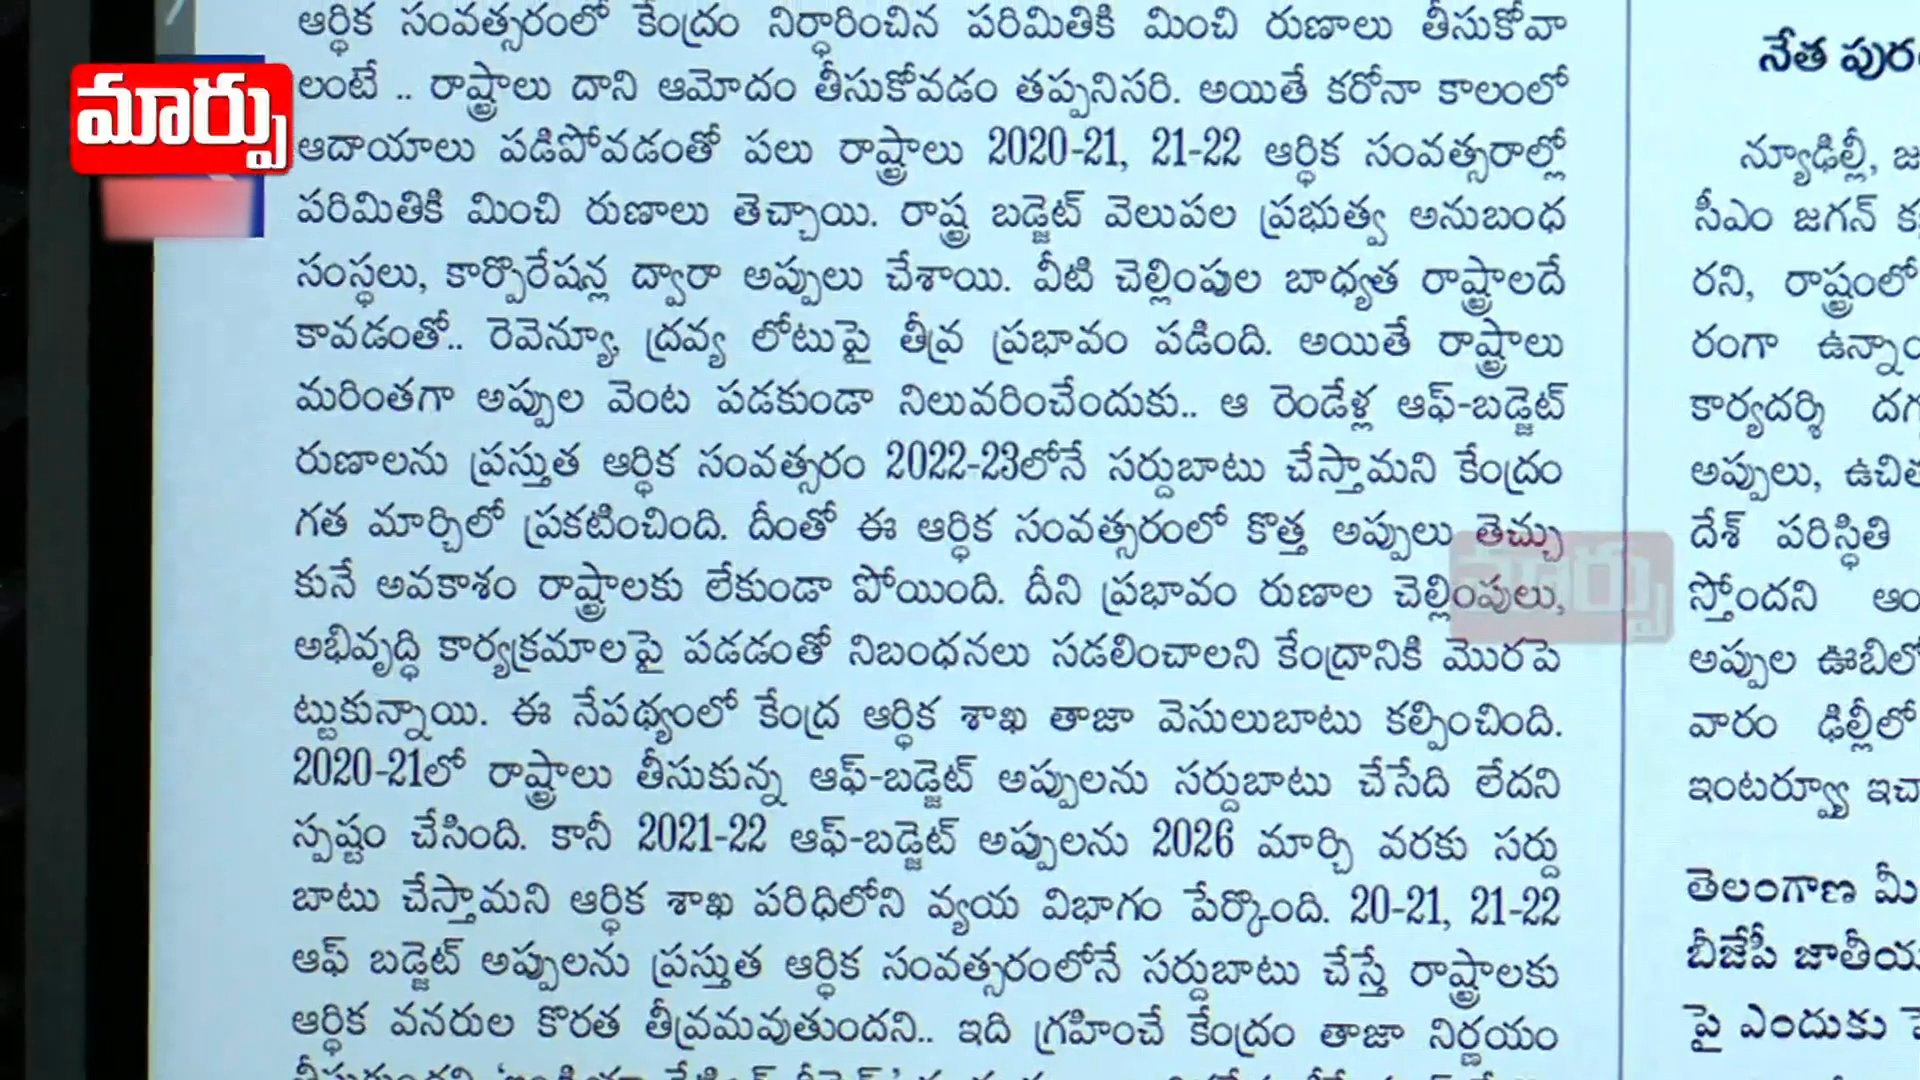 ఆర్థిక సంవత్సరంలో కేంద్రం నిర్ధారించిన పరిమితికి మించి రుణాలు తీసుకోవా
లంటే .. రాష్ట్రాలు దాని ఆమోదం తీసుకోవడం తప్పనిసరి. అయితే కరోనా కాలంలో
ఆదాయాలు పడిపోవడంతో పలు రాష్ట్రాలు 2020-21, 21-22 ఆర్థిక సంవత్సరాల్లో
పరిమితికి మించి రుణాలు తెచ్చాయి. రాష్ట్ర బడ్జెట్ వెలుపల ప్రభుత్వ అనుబంధ
సంస్థలు, కార్పొరేషన్ల ద్వారా అప్పులు చేశాయి. వీటి చెల్లింపుల బాధ్యత రాష్ట్రాలదే
కావడంతో.. రెవెన్యూ, ద్రవ్య లోటుపై తీవ్ర ప్రభావం పడింది. అయితే రాష్ట్రాలు
మరింతగా అప్పుల వెంట పడకుండా నిలువరించేందుకు.. ఆ రెండేళ్ల ఆఫ్-బడ్జెట్
రుణాలను ప్రస్తుత ఆర్థిక సంవత్సరం 2022-23లోనే సర్దుబాటు చేస్తామని కేంద్రం
గత మార్చిలో ప్రకటించింది. దీంతో ఈ ఆర్థిక సంవత్సరంలో కొత్త అప్పులు తెచ్చు
కునే అవకాశం రాష్ట్రాలకు లేకుండా పోయింది. దీని ప్రభావం రుణాల చెల్లింపులు,
అభివృద్ధి కార్యక్రమాలపై పడడంతో నిబంధనలు సడలించాలని కేంద్రానికి మొరపె
ట్టుకున్నాయి. ఈ నేపథ్యంలో కేంద్ర ఆర్థిక శాఖ తాజా వెసులుబాటు కల్పించింది.
2020-21లో రాష్ట్రాలు తీసుకున్న ఆఫ్-బడ్జెట్ అప్పులను సర్దుబాటు చేసేది లేదని
స్పష్టం చేసింది. కానీ 2021-22 ఆఫ్-బడ్జెట్ అప్పులను 2026 మార్చి వరకు సర్దు
బాటు చేస్తామని ఆర్థిక శాఖ పరిధిలోని వ్యయ విభాగం పేర్కొంది. 20-21, 21-22
ఆఫ్ బడ్జెట్ అప్పులను ప్రస్తుత ఆర్థిక సంవత్సరంలోనే సర్దుబాటు చేస్తే రాష్ట్రాలకు
ఆర్థిక వనరుల కొరత తీవ్రమవుతుందని.. ఇది గ్రహించే కేంద్రం తాజా నిర్ణయం
నేత పుర
న్యూఢిల్లీ, జ
సీఎం జగన్ క
రని, రాష్ట్రంలో
రంగా ఉన్నాం
కార్యదర్శి దగ
అప్పులు, ఉచిత
దేశ్ పరిస్థితి
స్తోందని ఆం
అప్పుల ఊబిలో
వారం ఢిల్లీలో
ఇంటర్వ్యూ ఇచ్చా
తెలంగాణ మీ
బీజేపీ జాతీయ
పై ఎందుకు
మార్పు
మార్పు